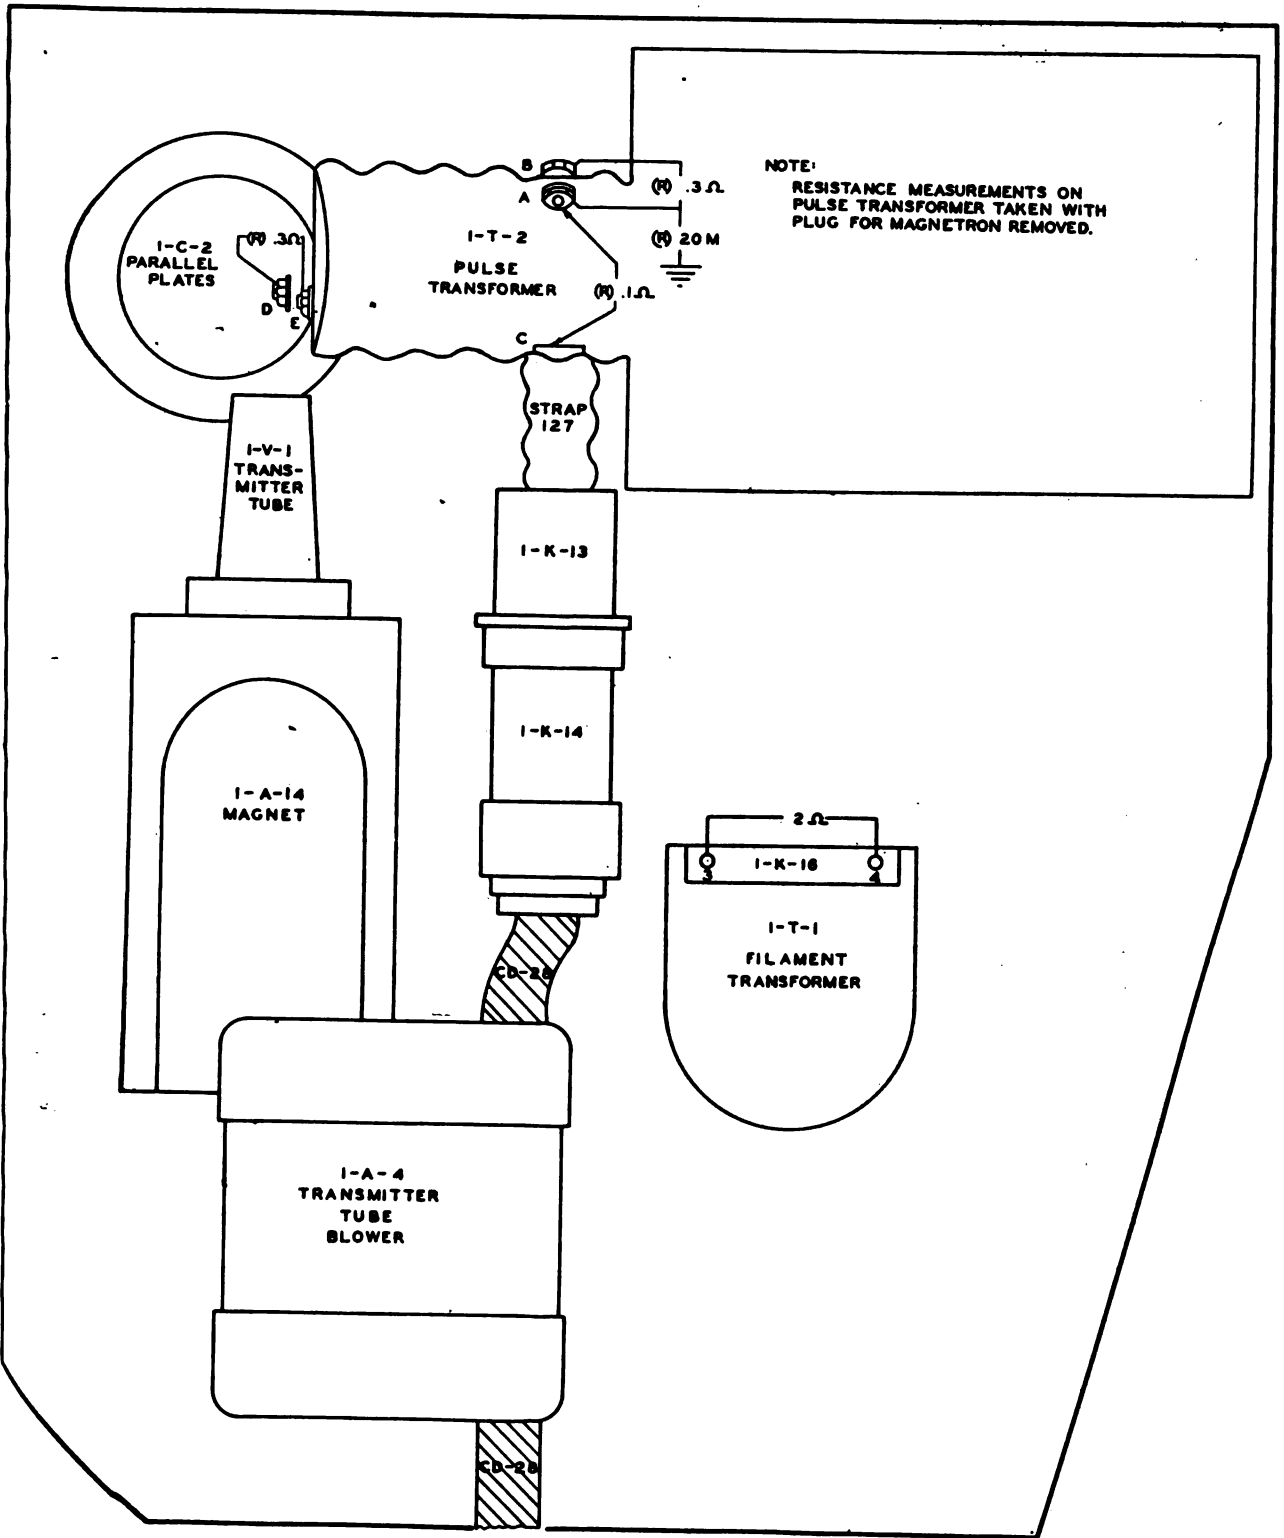 NOTE:
RESISTANCE MEASUREMENTS ON
PULSE TRANSFORMER TAKEN WITH
PLUG FOR MAGNETRON REMOVED.
B
A
(R) .3Ω
(R) 20 M
(R) .1Ω
1-C-2
PARALLEL
PLATES
(R) .3Ω
D
E
1-T-2
PULSE
TRANSFORMER
C
STRAP
127
1-V-1
TRANS-
MITTER
TUBE
1-K-13
1-K-14
1-A-14
MAGNET
2Ω
3
1-K-16
4
1-T-1
FILAMENT
TRANSFORMER
CD-28
1-A-4
TRANSMITTER
TUBE
BLOWER
CD-28